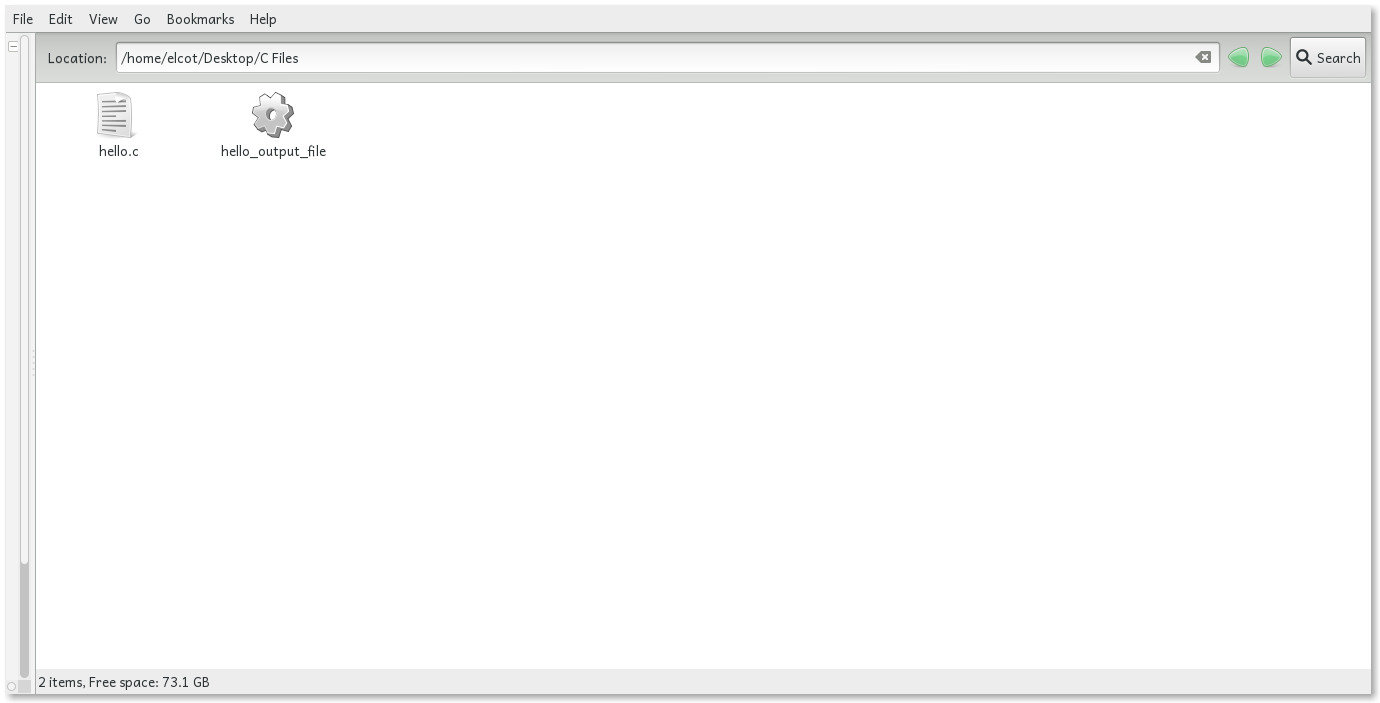 File Edit View Go Bookmarks Help
Location: /home/elcot/Desktop/C Files Search
hello.c hello_output_file
2 items, Free space: 73.1 GB